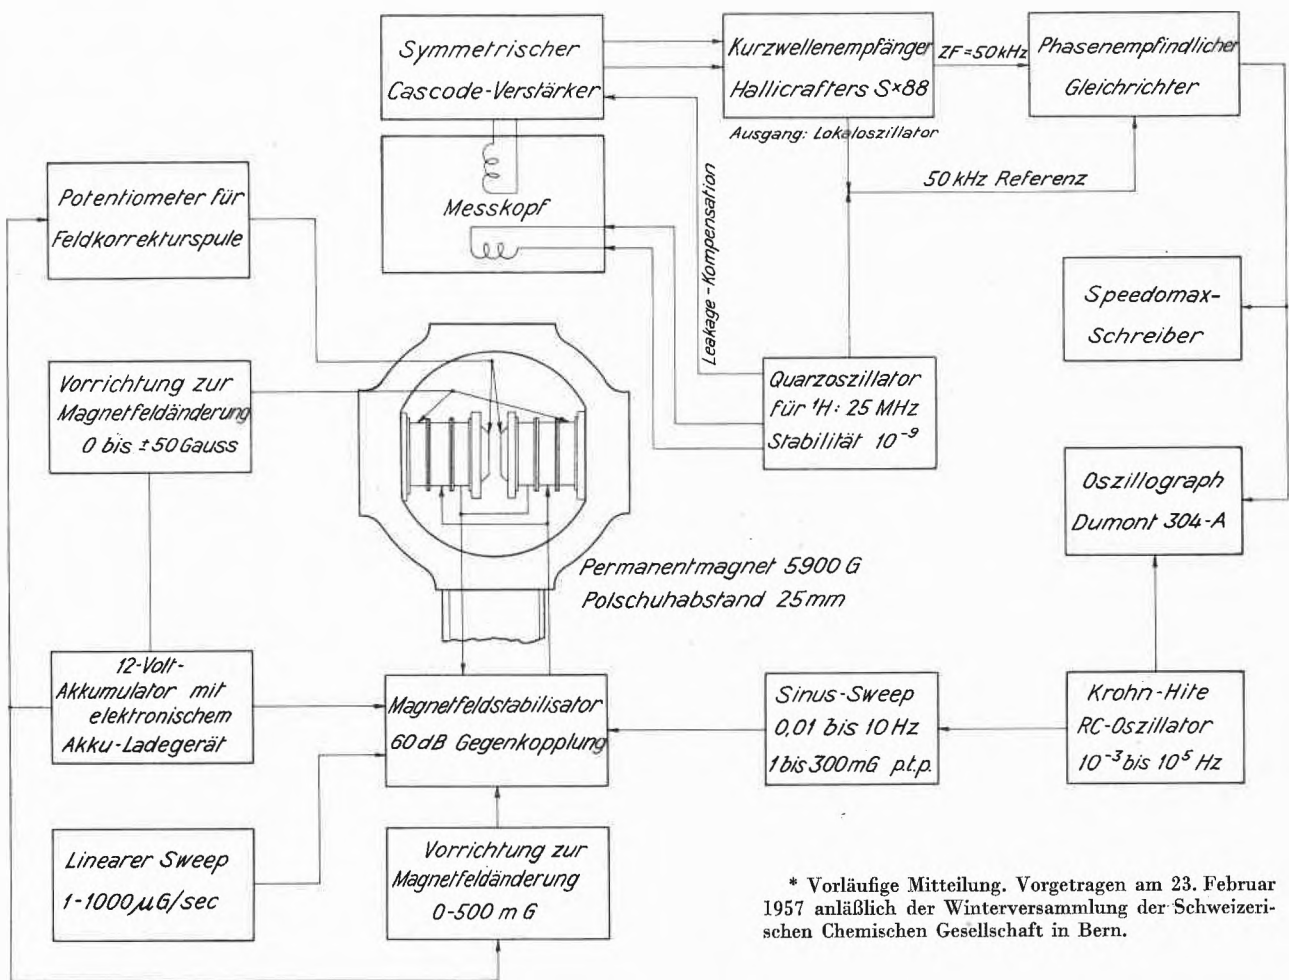 Symmetrischer
Cascode-Verstärker
Kurzwellenempfänger
Hallicrafters S×88
ZF=50kHz
Phasenempfindlicher
Gleichrichter
Ausgang: Lokaloszillator
50 kHz Referenz
Messkopf
Leakage-Kompensation
Potentiometer für
Feldkorrekturspule
Speedomax-
Schreiber
Vorrichtung zur
Magnetfeldänderung
0 bis ±50 Gauss
Quarzoszillator
für ¹H: 25 MHz
Stabilität 10⁻⁹
Oszillograph
Dumont 304-A
Permanentmagnet 5900 G
Polschuhabstand 25mm
12-Volt-
Akkumulator mit
elektronischem
Akku-Ladegerät
Magnetfeldstabilisator
60 dB Gegenkopplung
Sinus-Sweep
0,01 bis 10 Hz
1 bis 300 mG p.t.p.
Krohn-Hite
RC-Oszillator
10⁻³ bis 10⁵ Hz
Linearer Sweep
1-1000 µG/sec
Vorrichtung zur
Magnetfeldänderung
0-500 m G
* Vorläufige Mitteilung. Vorgetragen am 23. Februar
1957 anläßlich der Winterversammlung der Schweizeri-
schen Chemischen Gesellschaft in Bern.